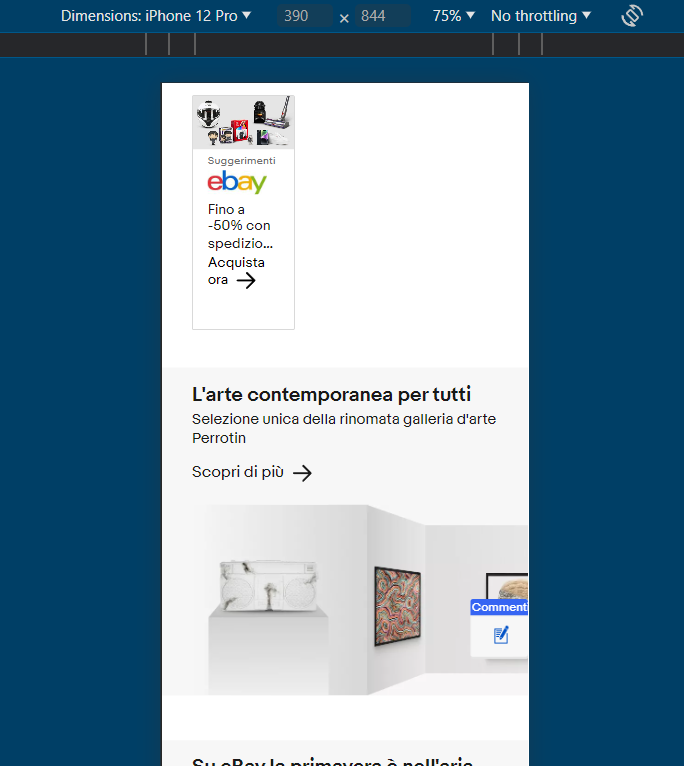 Dimensions: iPhone 12 Pro ▼ 390 × 844 75% ▼ No throttling ▼
Suggerimenti
ebay
Fino a
-50% con
spedizio...
Acquista
ora →
L'arte contemporanea per tutti
Selezione unica della rinomata galleria d'arte
Perrotin
Scopri di più →
Comment
Su eBay la primavera è nell'aria